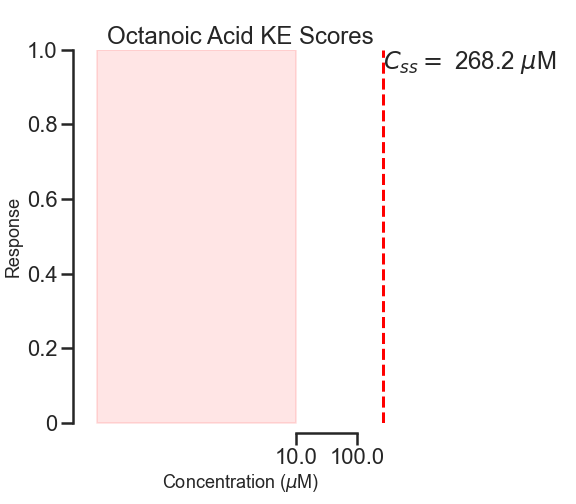 Octanoic Acid KE Scores
C_ss = 268.2 μM
1.0
0.8
0.6
0.4
0.2
0
Response
10.0 100.0
Concentration (μM)